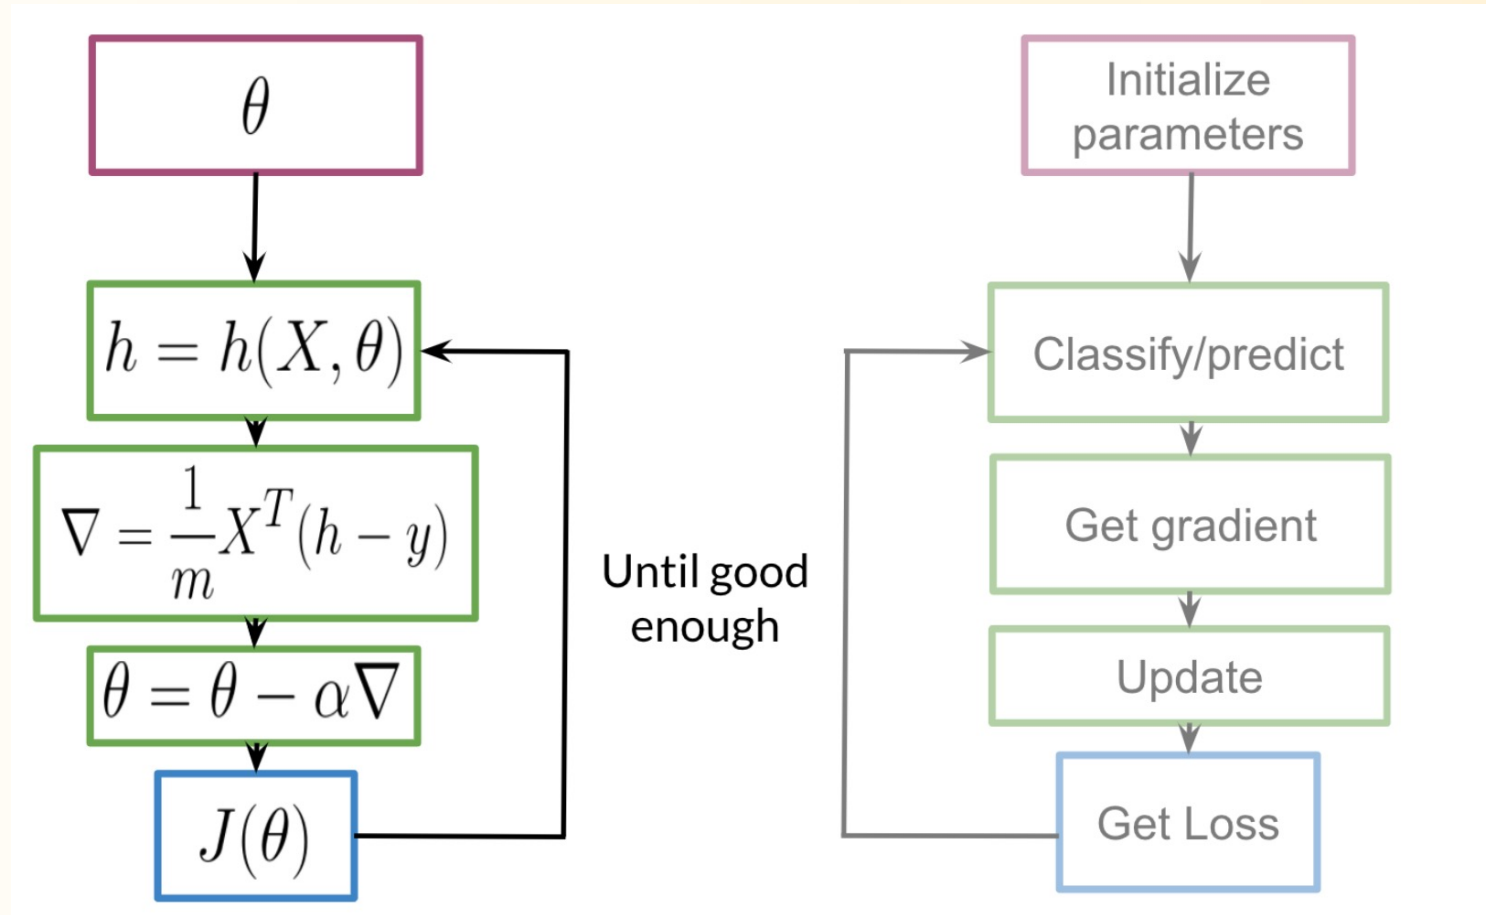 θ
h = h(X, θ)
∇ = 1/m X^T (h − y)
θ = θ − α∇
J(θ)
Until good
enough
Initialize
parameters
Classify/predict
Get gradient
Update
Get Loss